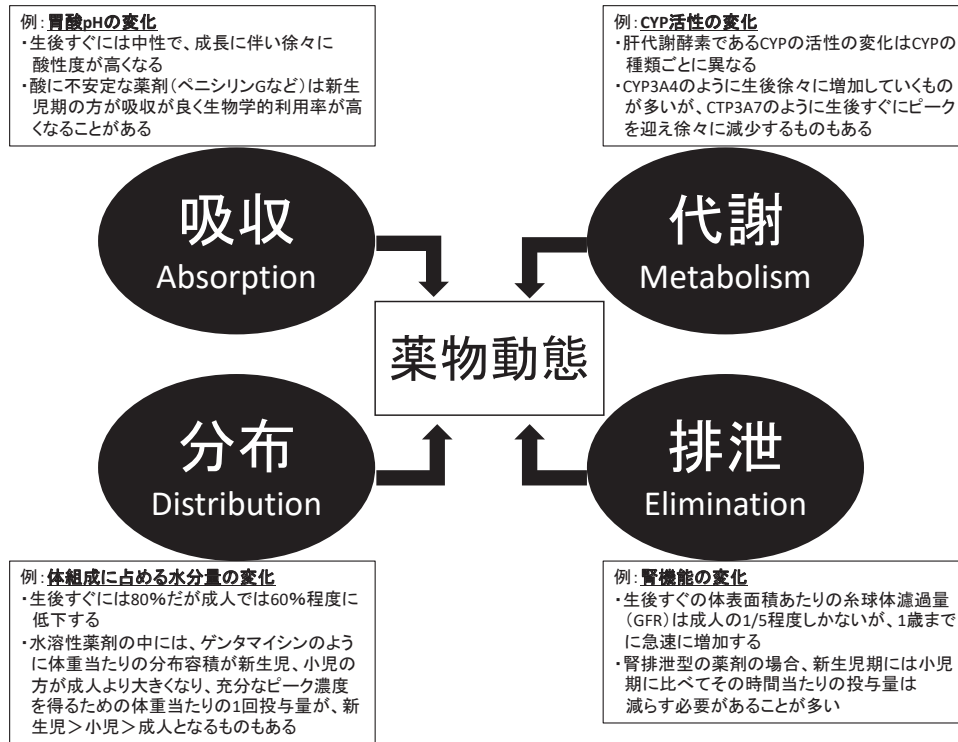 例:胃酸pHの変化
・生後すぐには中性で、成長に伴い徐々に
酸性度が高くなる
・酸に不安定な薬剤(ペニシリンGなど)は新生
児期の方が吸収が良く生物学的利用率が高
くなることがある
例:CYP活性の変化
・肝代謝酵素であるCYPの活性の変化はCYPの
種類ごとに異なる
・CYP3A4のように生後徐々に増加していくもの
が多いが、CTP3A7のように生後すぐにピーク
を迎え徐々に減少するものもある
吸収
Absorption
代謝
Metabolism
薬物動態
分布
Distribution
排泄
Elimination
例:体組成に占める水分量の変化
・生後すぐには80%だが成人では60%程度に
低下する
・水溶性薬剤の中には、ゲンタマイシンのよう
に体重当たりの分布容積が新生児、小児の
方が成人より大きくなり、充分なピーク濃度
を得るための体重当たりの1回投与量が、新
生児>小児>成人となるものもある
例:腎機能の変化
・生後すぐの体表面積あたりの糸球体濾過量
(GFR)は成人の1/5程度しかないが、1歳まで
に急速に増加する
・腎排泄型の薬剤の場合、新生児期には小児
期に比べてその時間当たりの投与量は
減らす必要があることが多い